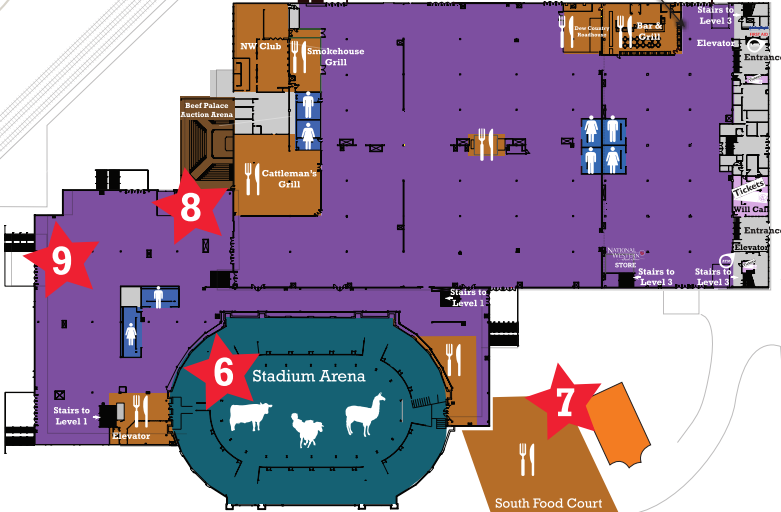 NW Club
Smokehouse
Grill
Dew Country
Roadhouse
Bar &
Grill
Stairs to
Level 3
Elevator
FIRST AID
Entrance
Beef Palace
Auction Arena
Cattleman's
Grill
Tickets
Will Call
Entrance
Elevator
8
9
NATIONAL
WESTERN
STORE
Stairs to
Level 3
Stairs to
Level 3
Stairs to
Level 1
6
Stadium Arena
7
Stairs to
Level 1
Elevator
South Food Court